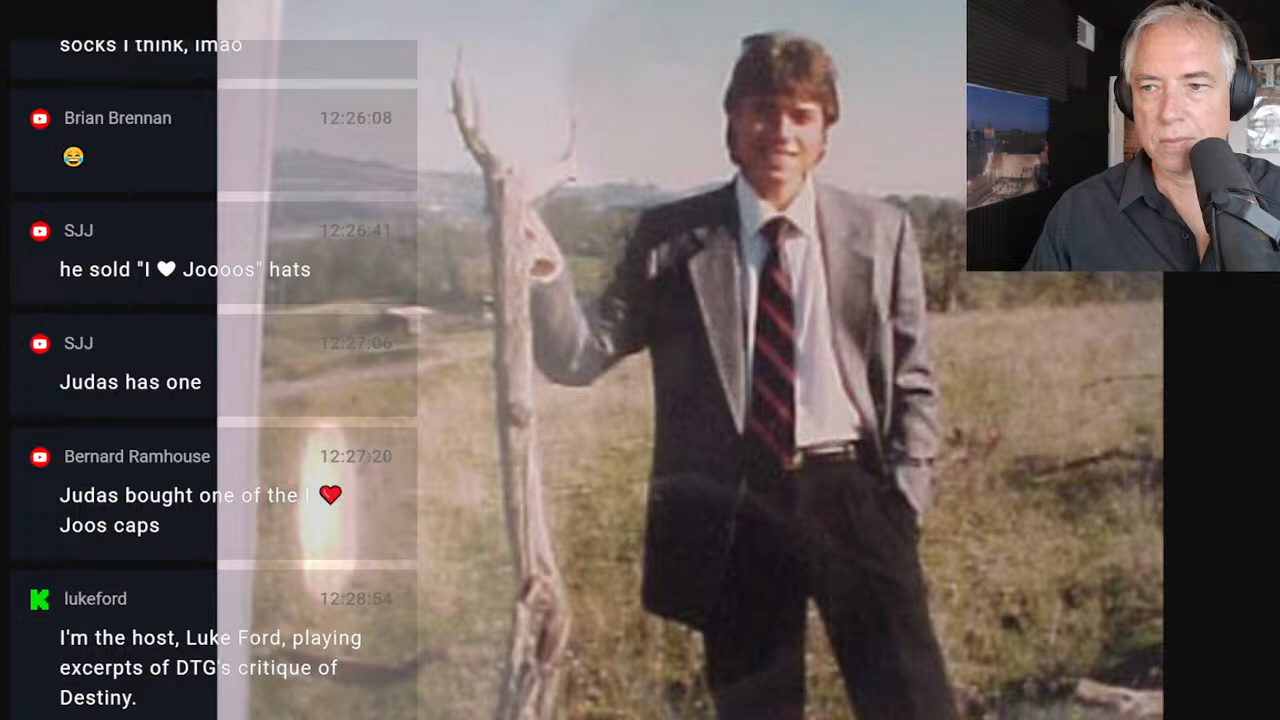 socks I think, lmao
Brian Brennan 12:26:08
😂
SJJ 12:26:41
he sold "I 🤍 Joooos" hats
SJJ 12:27:06
Judas has one
Bernard Ramhouse 12:27:20
Judas bought one of the I ❤️
Joos caps
lukeford 12:28:54
I'm the host, Luke Ford, playing
excerpts of DTG's critique of
Destiny.